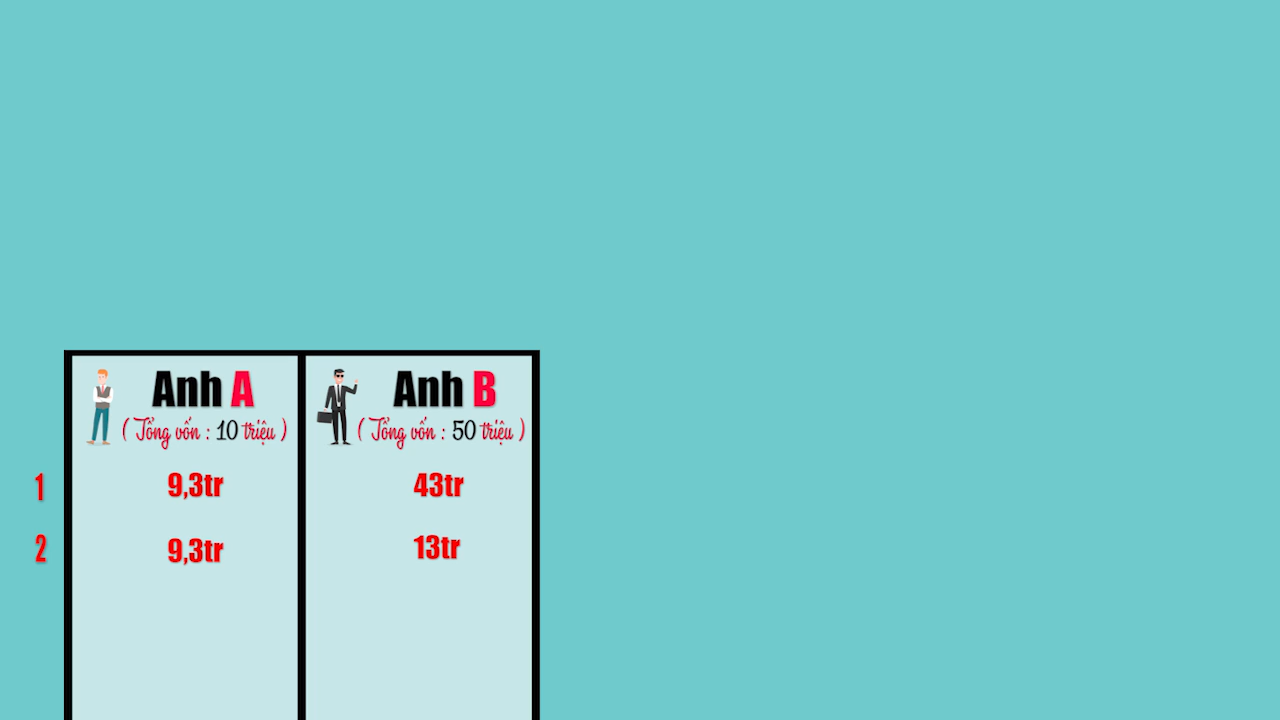 Anh A
Anh B
( Tổng vốn : 10 triệu )
( Tổng vốn : 50 triệu )
1
9,3tr
43tr
2
9,3tr
13tr